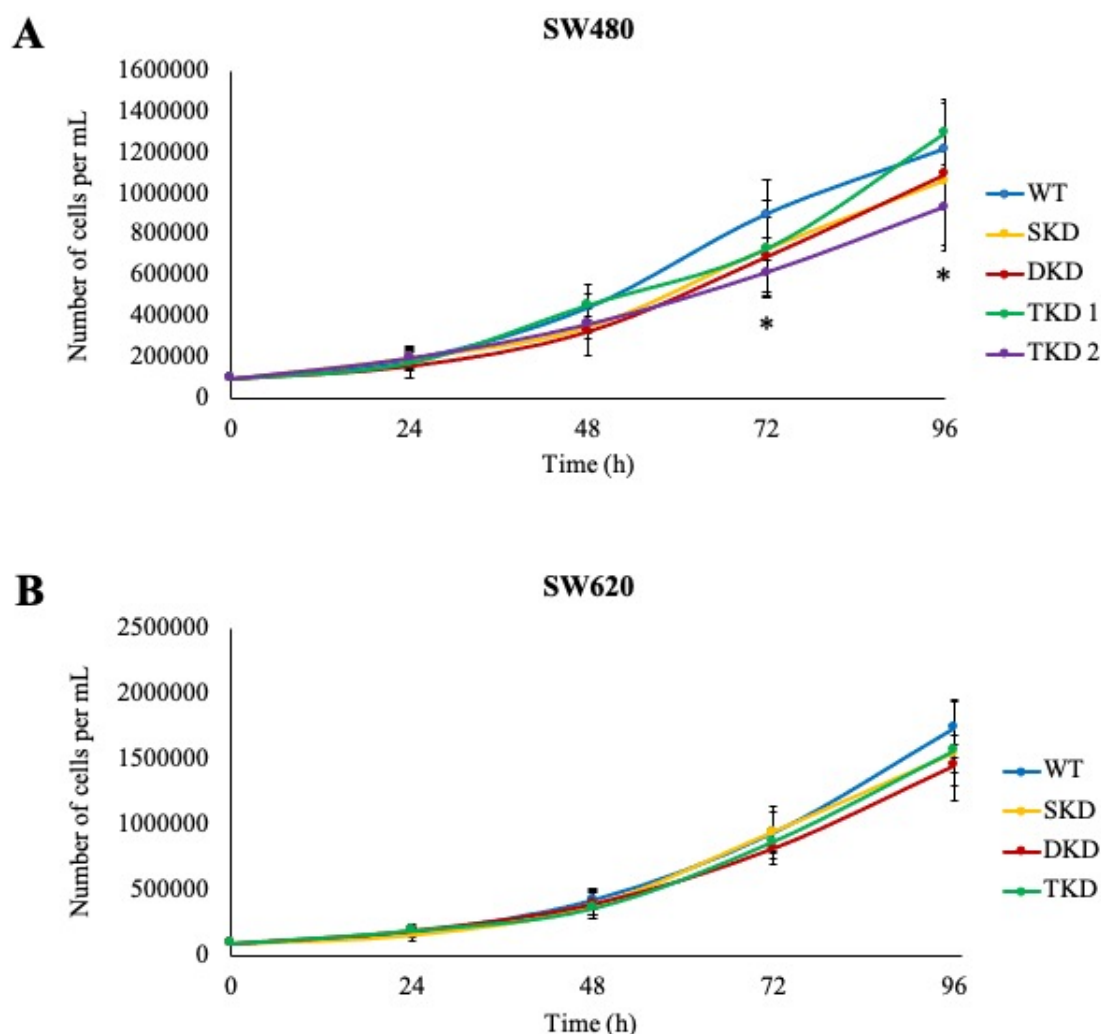 A
SW480
Number of cells per mL
1600000
1400000
1200000
1000000
800000
600000
400000
200000
0
0 24 48 72 96
Time (h)
*
*
WT
SKD
DKD
TKD 1
TKD 2
B
SW620
Number of cells per mL
2500000
2000000
1500000
1000000
500000
0
0 24 48 72 96
Time (h)
WT
SKD
DKD
TKD